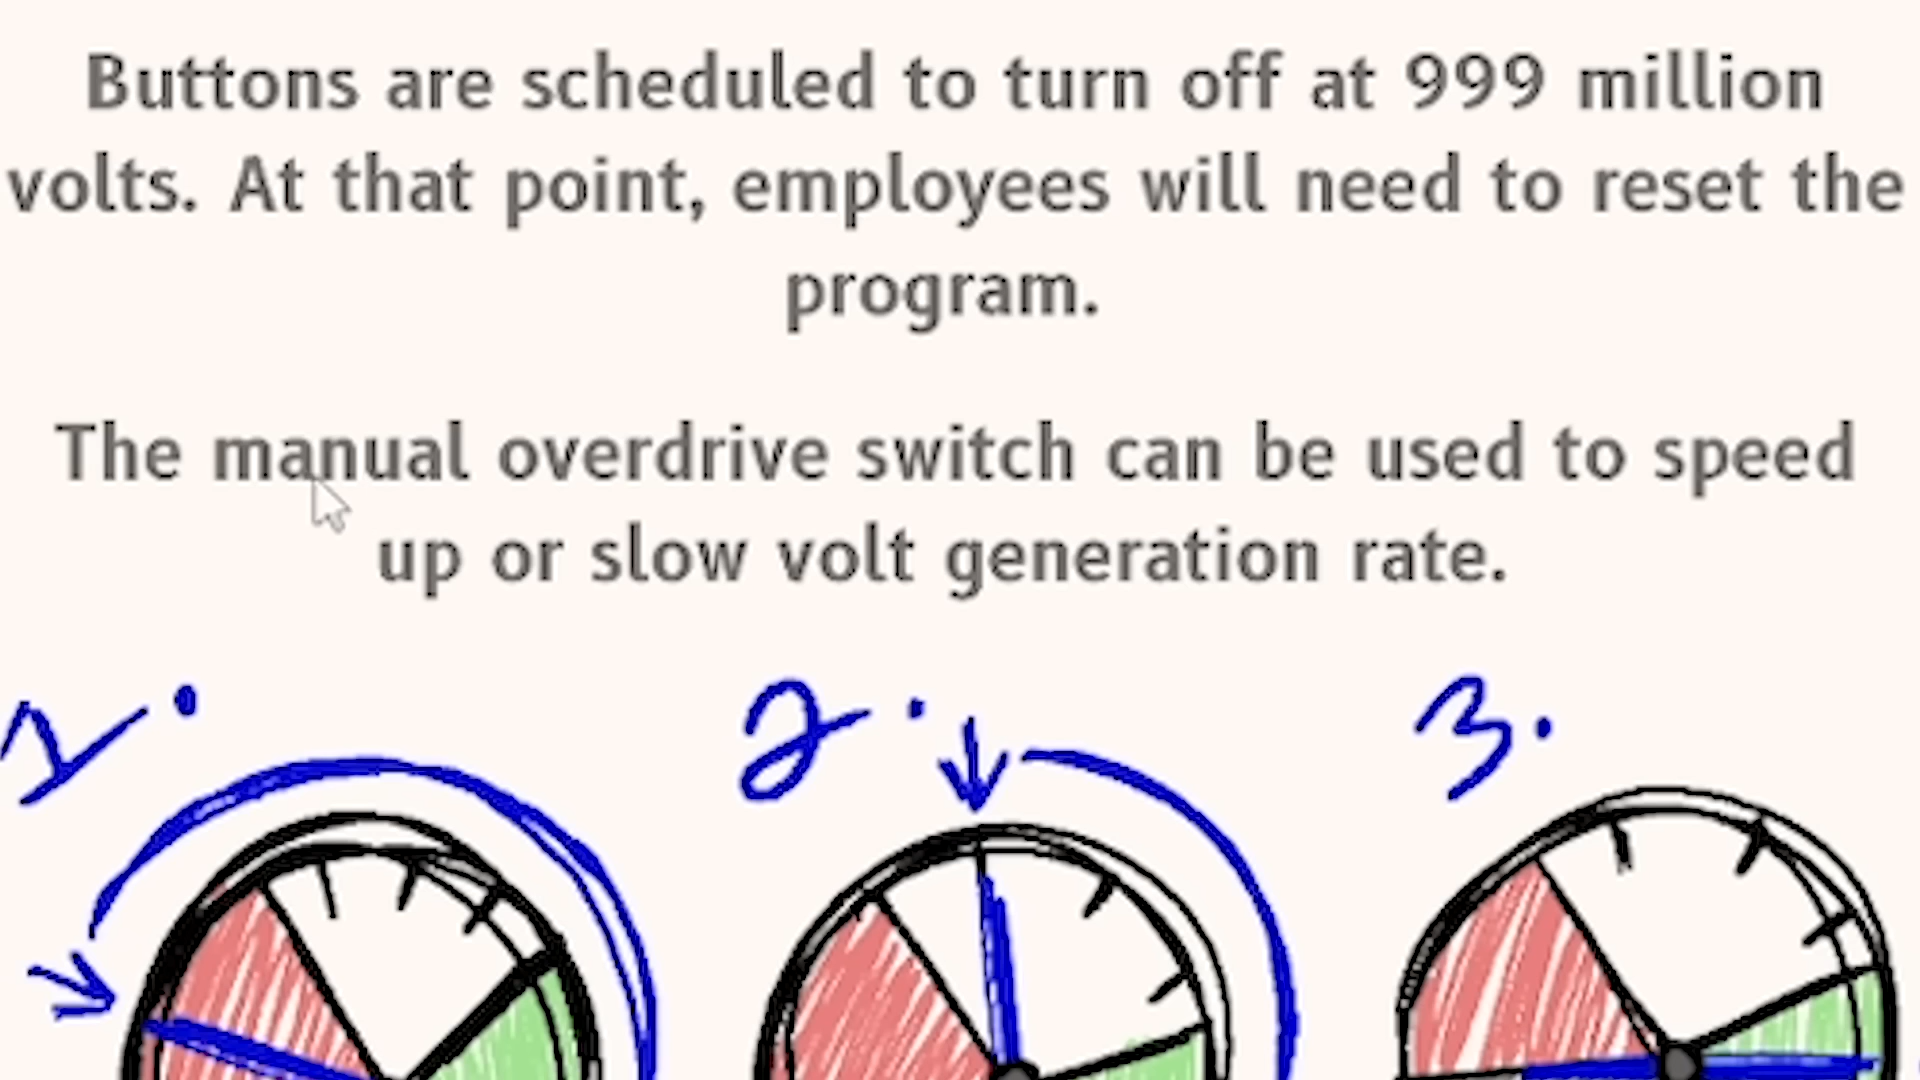 Buttons are scheduled to turn off at 999 million
volts. At that point, employees will need to reset the
program.
The manual overdrive switch can be used to speed
up or slow volt generation rate.
1. 2. 3.